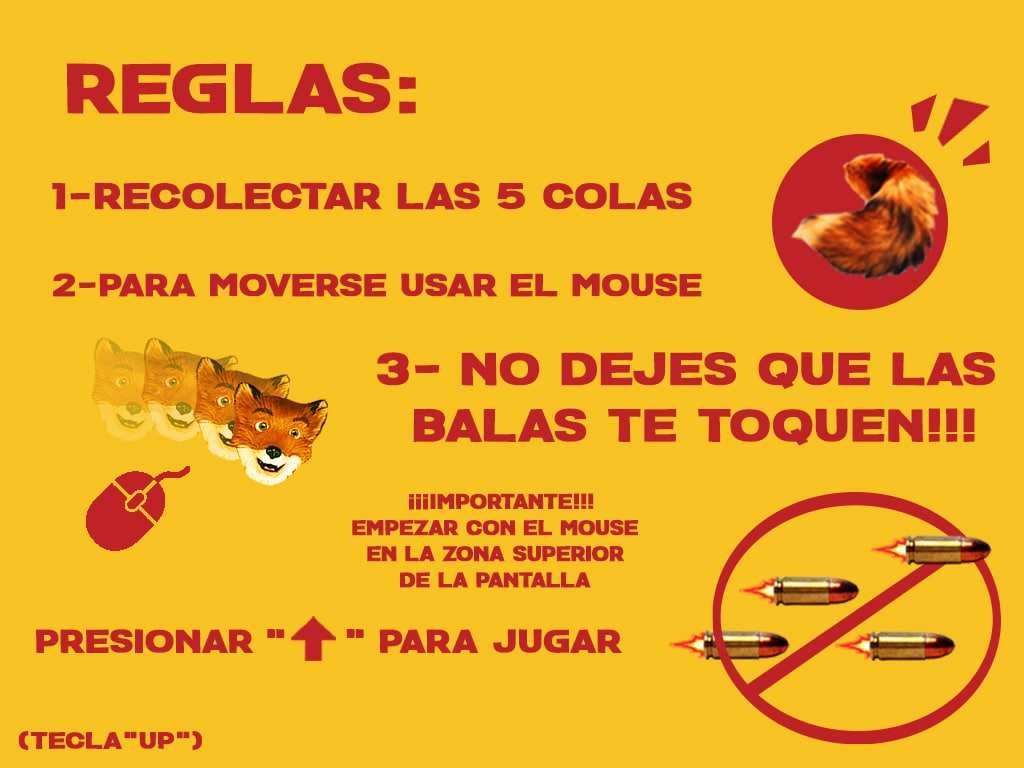 REGLAS:
1-RECOLECTAR LAS 5 COLAS
2-PARA MOVERSE USAR EL MOUSE
3- NO DEJES QUE LAS
BALAS TE TOQUEN!!!
¡¡¡IMPORTANTE!!!
EMPEZAR CON EL MOUSE
EN LA ZONA SUPERIOR
DE LA PANTALLA
PRESIONAR "⬆" PARA JUGAR
(TECLA"UP")